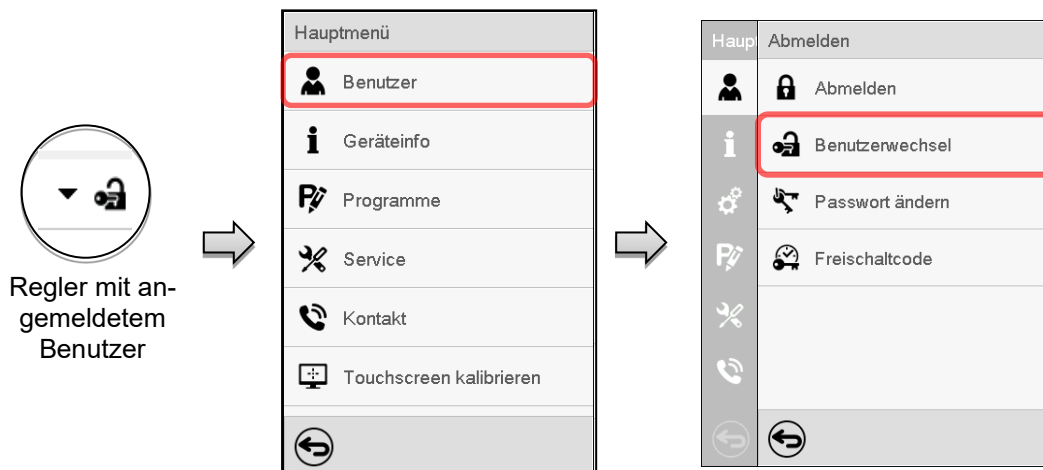 Regler mit an-
gemeldetem
Benutzer
Hauptmenü
Benutzer
Geräteinfo
Programme
Service
Kontakt
Touchscreen kalibrieren
Haupt
Abmelden
Abmelden
Benutzerwechsel
Passwort ändern
Freischaltcode